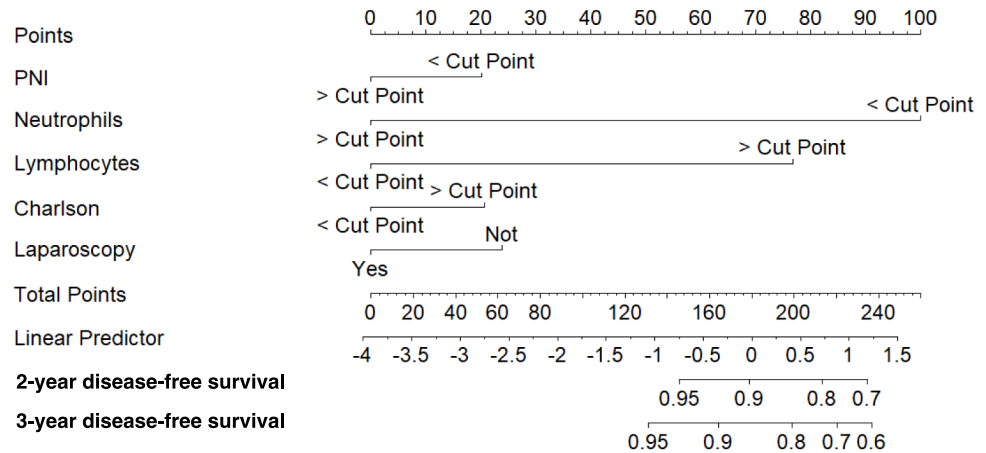 Points 0 10 20 30 40 50 60 70 80 90 100
PNI < Cut Point
> Cut Point
Neutrophils < Cut Point
> Cut Point
Lymphocytes > Cut Point
< Cut Point
Charlson > Cut Point
< Cut Point
Laparoscopy Not
Yes
Total Points
0 20 40 60 80 120 160 200 240
Linear Predictor
-4 -3.5 -3 -2.5 -2 -1.5 -1 -0.5 0 0.5 1 1.5
2-year disease-free survival
0.95 0.9 0.8 0.7
3-year disease-free survival
0.95 0.9 0.8 0.7 0.6